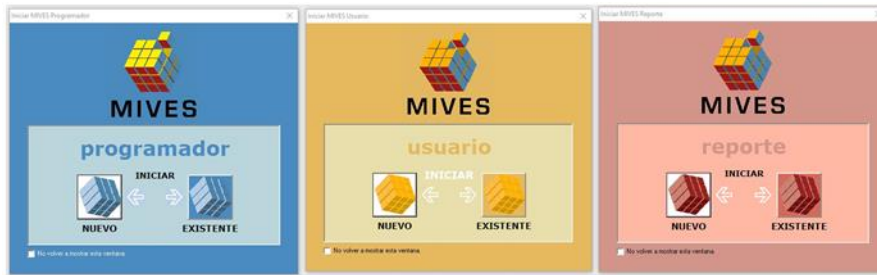 Iniciar MIVES Programador
MIVES
programador
INICIAR
NUEVO EXISTENTE
No volver a mostrar esta ventana
Iniciar MIVES Usuario
MIVES
usuario
INICIAR
NUEVO EXISTENTE
No volver a mostrar esta ventana
Iniciar MIVES Reporte
MIVES
reporte
INICIAR
NUEVO EXISTENTE
No volver a mostrar esta ventana